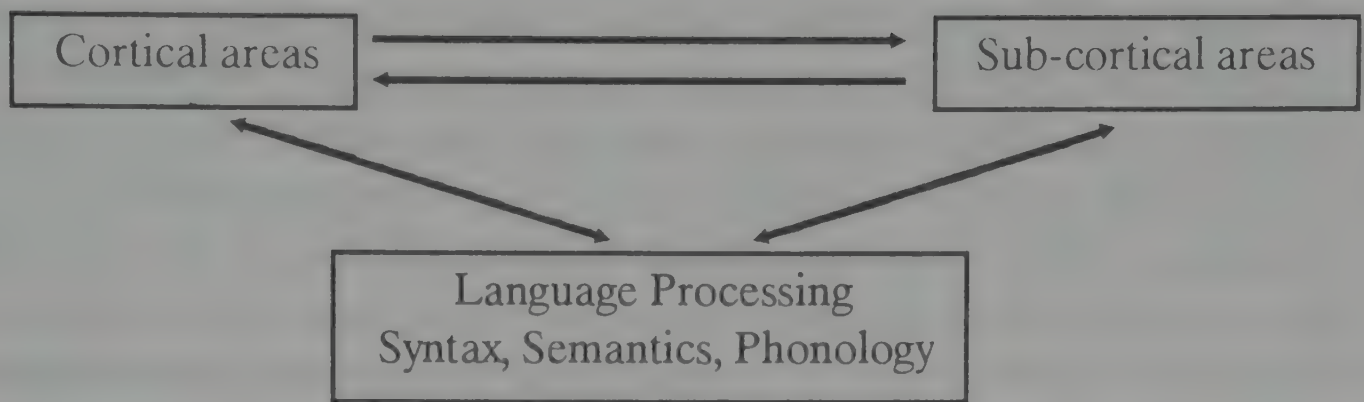 Cortical areas
Sub-cortical areas
Language Processing
Syntax, Semantics, Phonology